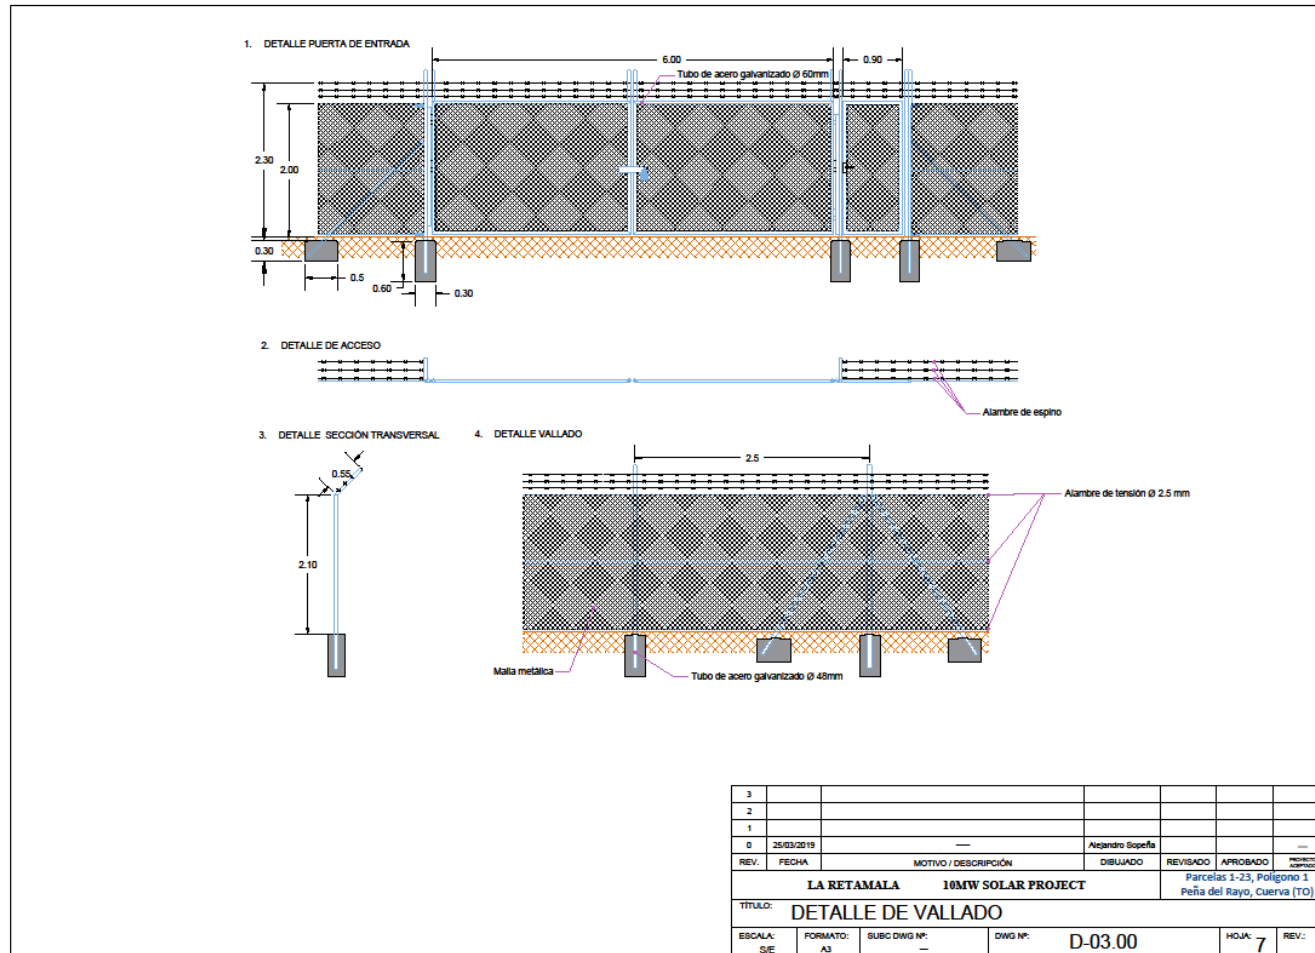 1. DETALLE PUERTA DE ENTRADA
6.00
0.90
Tubo de acero galvanizado Ø 60mm
2.30
2.00
0.30
0.5
0.60
0.30
2. DETALLE DE ACCESO
Alambre de espino
3. DETALLE SECCIÓN TRANSVERSAL
4. DETALLE VALLADO
0.55
2.5
Alambre de tensión Ø 2.5 mm
2.10
Malla metálica
Tubo de acero galvanizado Ø 48mm
3
2
1
0 25/03/2019 — Alejandro Sopeña —
REV. FECHA MOTIVO / DESCRIPCIÓN DIBUJADO REVISADO APROBADO PROYECTO ACEPTADO
LA RETAMALA 10MW SOLAR PROJECT
Parcelas 1-23, Polígono 1
Peña del Rayo, Cuerva (TO)
TÍTULO: DETALLE DE VALLADO
ESCALA: FORMATO: SUBC DWG Nº: DWG Nº: D-03.00 HOJA: 7 REV.:
S/E A3 —